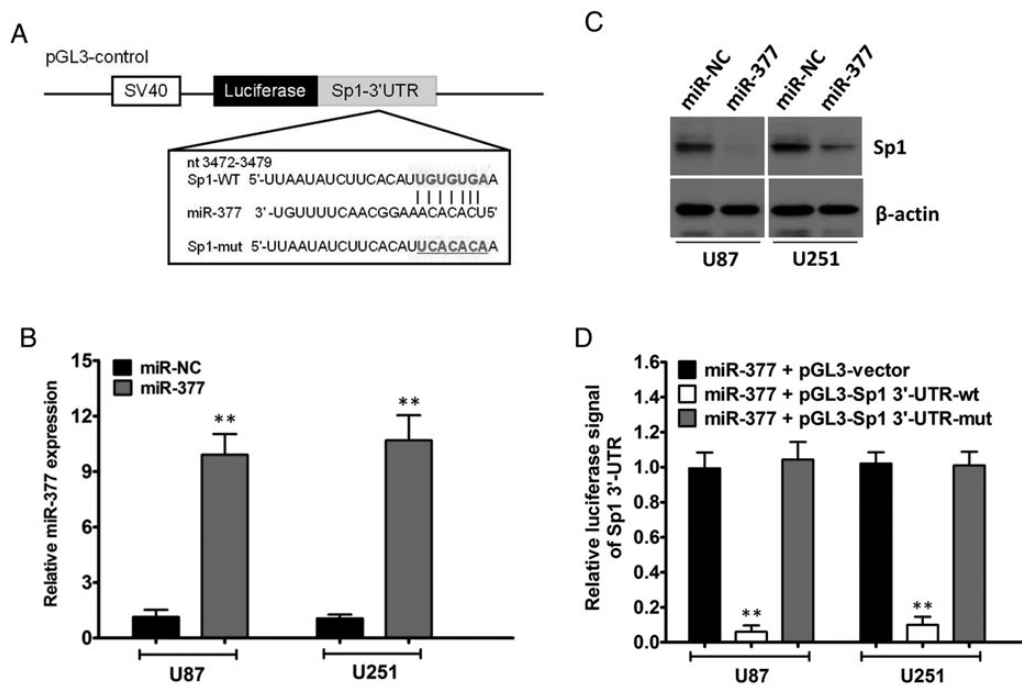 A
pGL3-control
SV40
Luciferase
Sp1-3'UTR
nt 3472-3479
Sp1-WT 5'-UUAAUAUCUUCACAUUGUGUGAA
miR-377 3'-UGUUUUCAACGGAAACACACU5'
Sp1-mut 5'-UUAAUAUCUUCACAUUCACACAA
B
miR-NC
miR-377
Relative miR-377 expression
15
12
9
6
3
0
**
**
U87
U251
C
miR-NC
miR-377
miR-NC
miR-377
Sp1
β-actin
U87
U251
D
miR-377 + pGL3-vector
miR-377 + pGL3-Sp1 3'-UTR-wt
miR-377 + pGL3-Sp1 3'-UTR-mut
Relative luciferase signal
of Sp1 3'-UTR
1.6
1.4
1.2
1.0
0.8
0.6
0.4
0.2
0.0
**
**
U87
U251